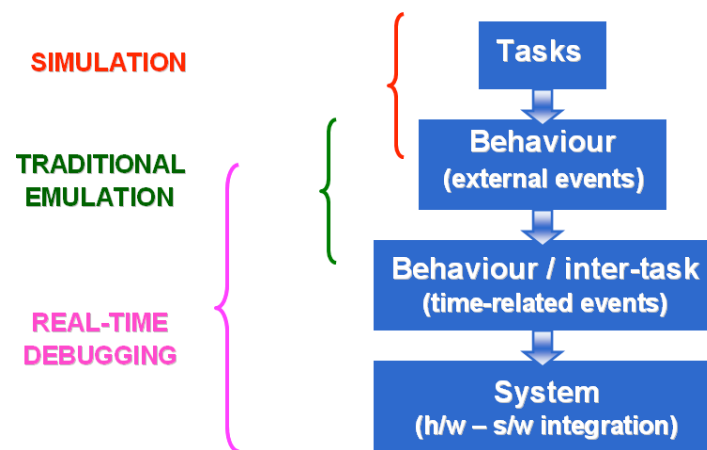 SIMULATION
TRADITIONAL
EMULATION
REAL-TIME
DEBUGGING
Tasks
Behaviour
(external events)
Behaviour / inter-task
(time-related events)
System
(h/w – s/w integration)